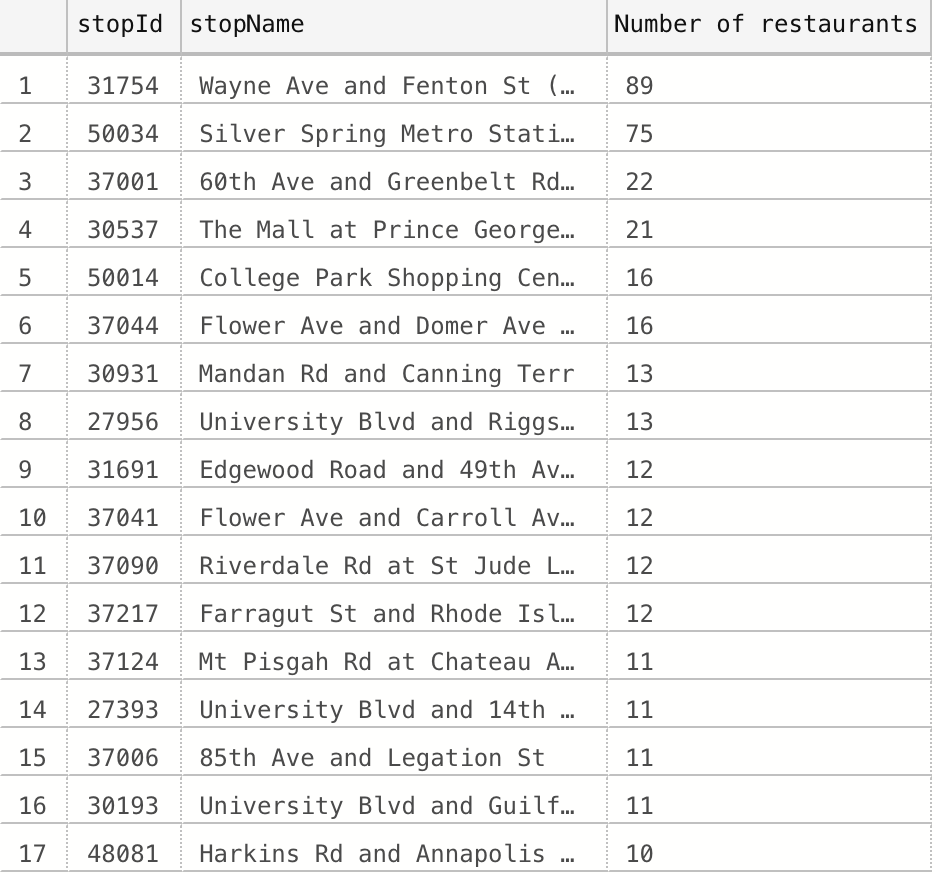 stopId stopName Number of restaurants
1 31754 Wayne Ave and Fenton St (… 89
2 50034 Silver Spring Metro Stati… 75
3 37001 60th Ave and Greenbelt Rd… 22
4 30537 The Mall at Prince George… 21
5 50014 College Park Shopping Cen… 16
6 37044 Flower Ave and Domer Ave … 16
7 30931 Mandan Rd and Canning Terr 13
8 27956 University Blvd and Riggs… 13
9 31691 Edgewood Road and 49th Av… 12
10 37041 Flower Ave and Carroll Av… 12
11 37090 Riverdale Rd at St Jude L… 12
12 37217 Farragut St and Rhode Isl… 12
13 37124 Mt Pisgah Rd at Chateau A… 11
14 27393 University Blvd and 14th … 11
15 37006 85th Ave and Legation St 11
16 30193 University Blvd and Guilf… 11
17 48081 Harkins Rd and Annapolis … 10